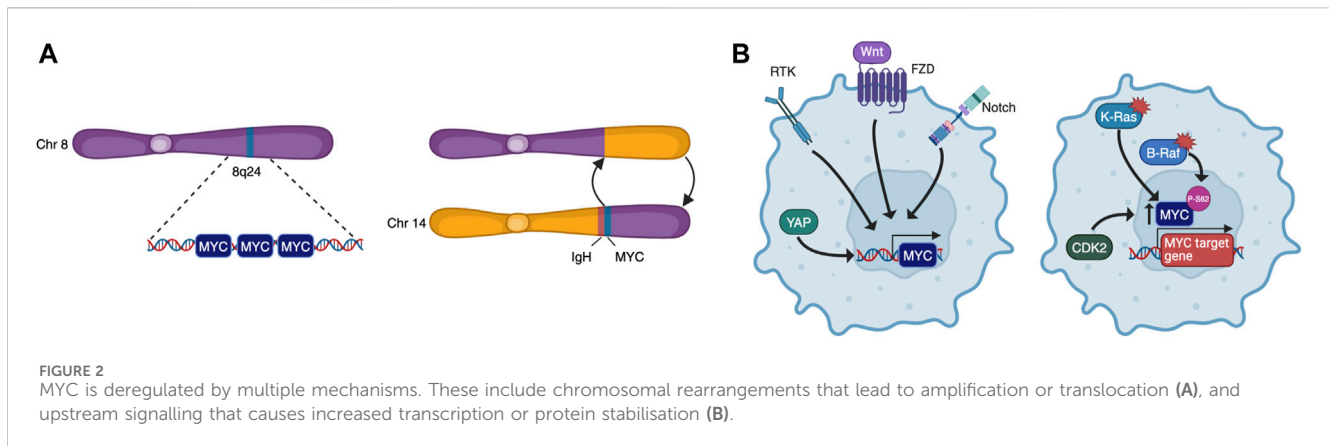 A
Chr 8
8q24
MYC MYC MYC
Chr 14
IgH MYC
B
RTK
Wnt
FZD
Notch
YAP
MYC
K-Ras
B-Raf
P-S62
MYC
CDK2
MYC target
gene
FIGURE 2
MYC is deregulated by multiple mechanisms. These include chromosomal rearrangements that lead to amplification or translocation (A), and
upstream signalling that causes increased transcription or protein stabilisation (B).